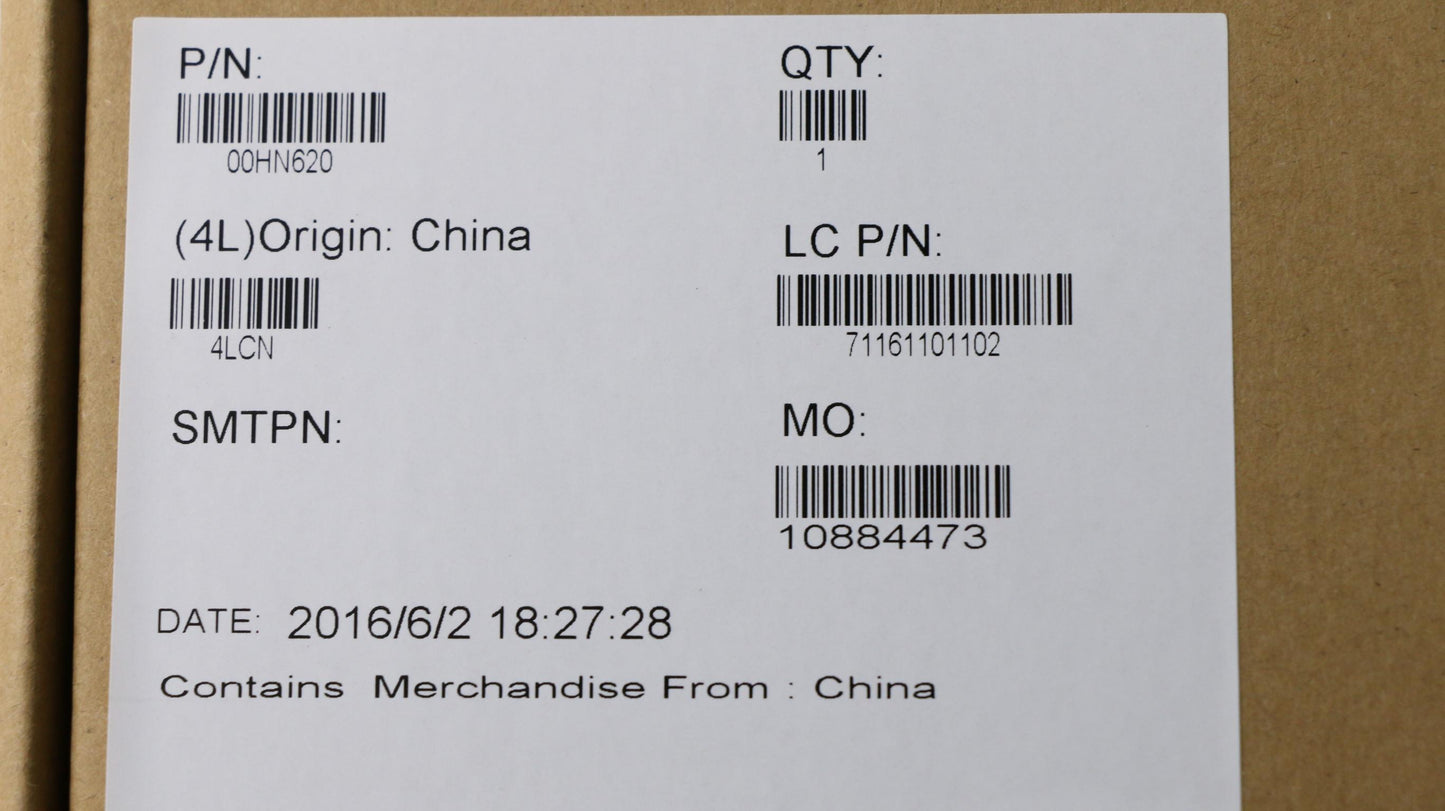 P/N:
00HN620
QTY:
1
(4L)Origin: China
4LCN
LC P/N:
71161101102
SMTPN:
MO:
10884473
DATE: 2016/6/2 18:27:28
Contains Merchandise From : China